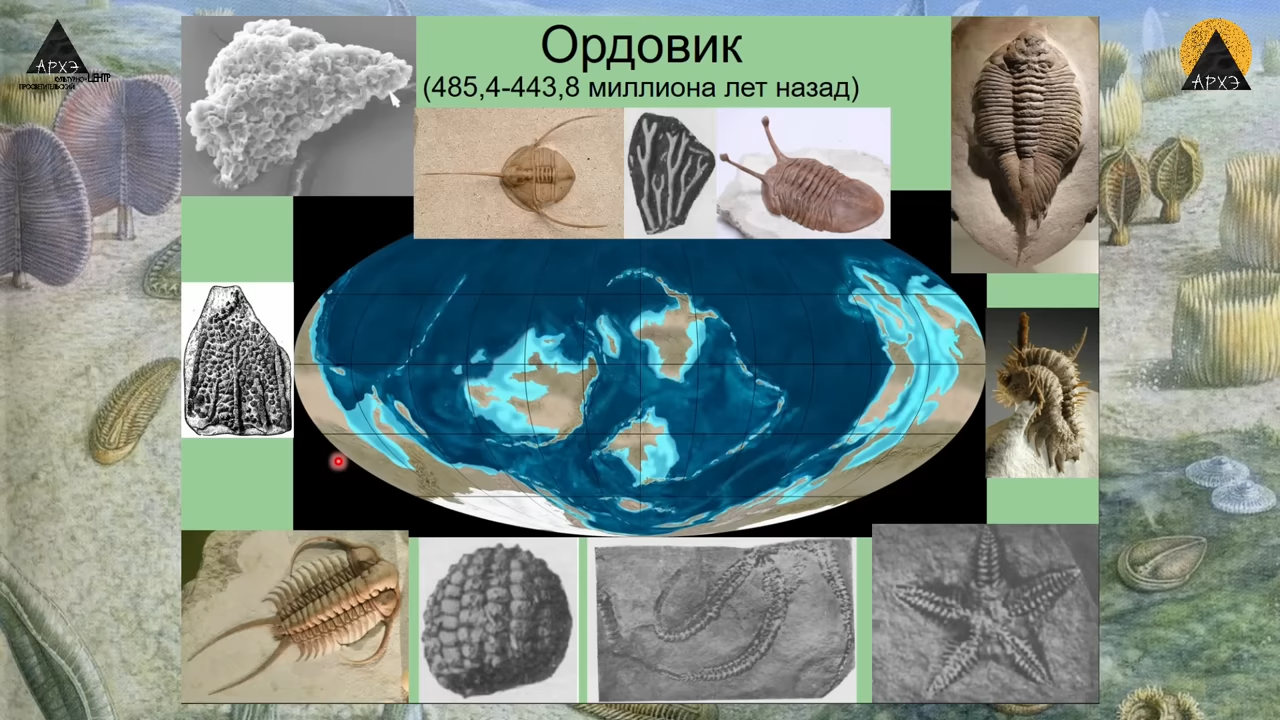 Ордовик
(485,4-443,8 миллиона лет назад)
АРХЭ
КУЛЬТУРНО-ЦЕНТР
ПРОСВЕТИТЕЛЬСКИЙ
АРХЭ